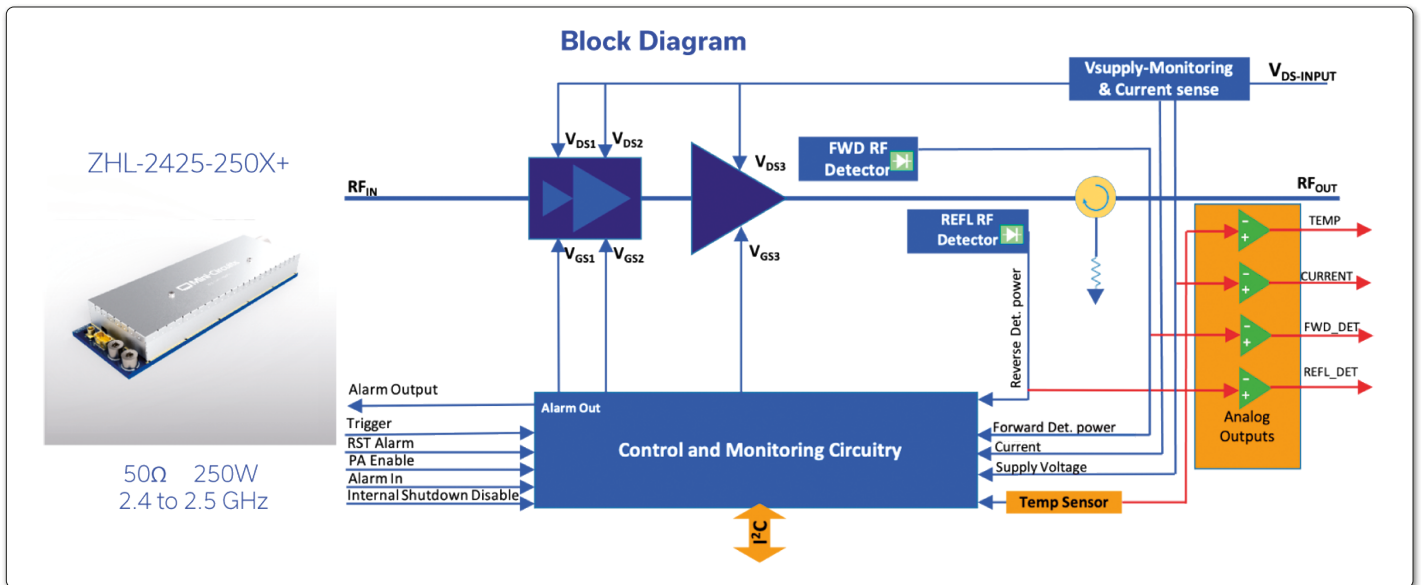 Block Diagram
ZHL-2425-250X+
Mini-Circuits
50Ω 250W
2.4 to 2.5 GHz
Vsupply-Monitoring
& Current sense
VDS-INPUT
VDS1
VDS2
VDS3
FWD RF
Detector
RFIN
RFOUT
REFL RF
Detector
VGS1
VGS2
VGS3
Reverse Det. power
TEMP
CURRENT
FWD_DET
REFL_DET
Analog
Outputs
Alarm Output
Trigger
RST Alarm
PA Enable
Alarm In
Internal Shutdown Disable
Alarm Out
Control and Monitoring Circuitry
Forward Det. power
Current
Supply Voltage
Temp Sensor
I²C